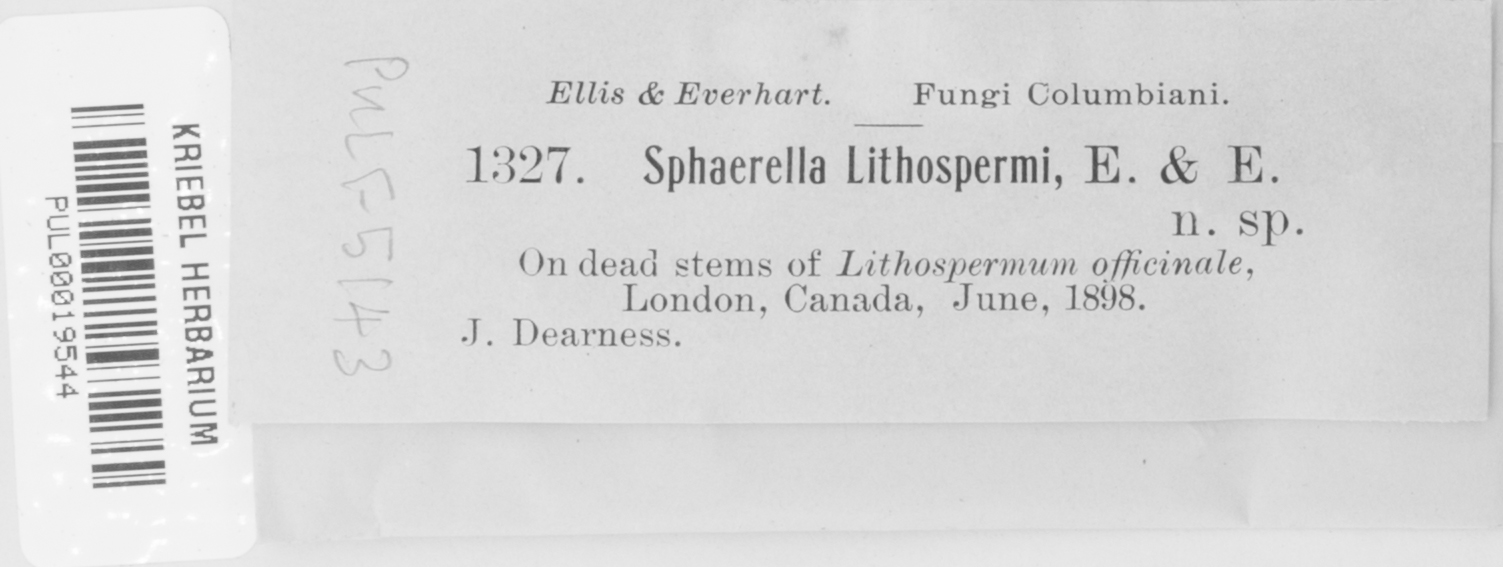 KRIEBEL HERBARIUM
PUL00019544
PULF-5143
Ellis & Everhart. Fungi Columbiani.
1327. Sphaerella Lithospermi, E. & E.
n. sp.
On dead stems of Lithospermum officinale,
London, Canada, June, 1898.
J. Dearness.